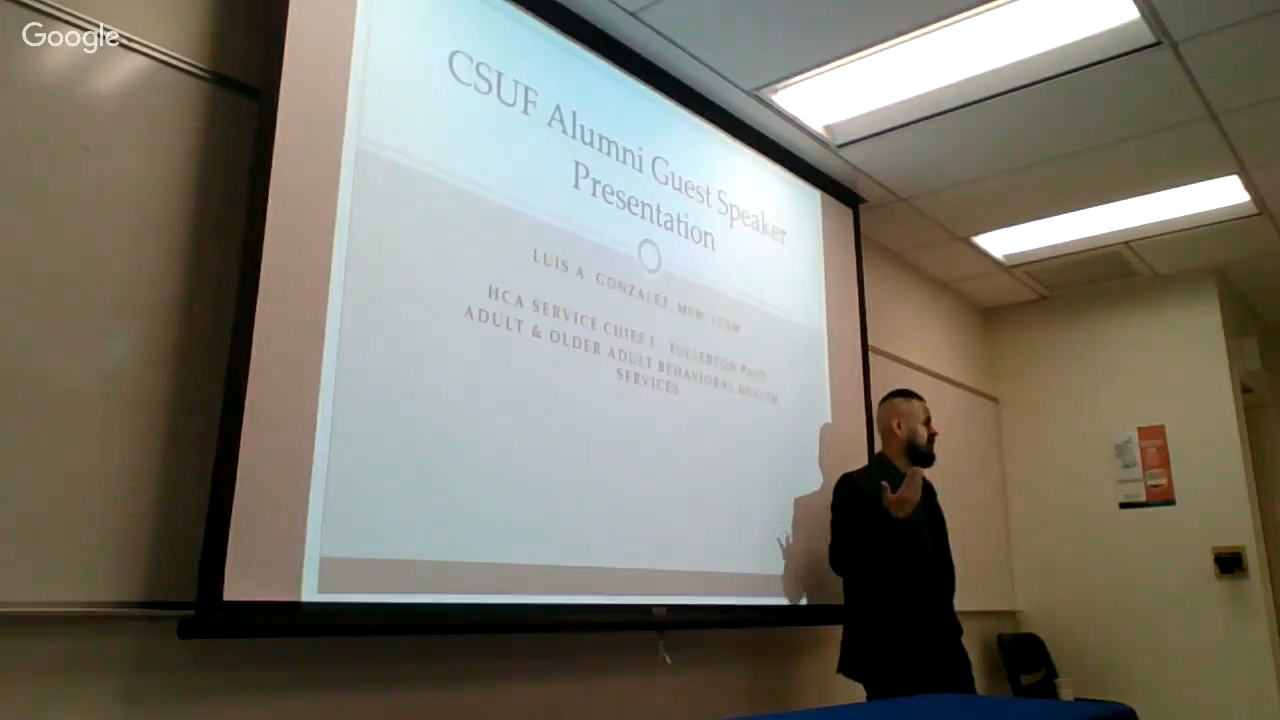 Google
CSUF Alumni Guest Speaker
Presentation
LUIS A. GONZALEZ, MSW, LCSW
HCA SERVICE CHIEF I – FULLERTON PACT
ADULT & OLDER ADULT BEHAVIORAL HEALTH
SERVICES